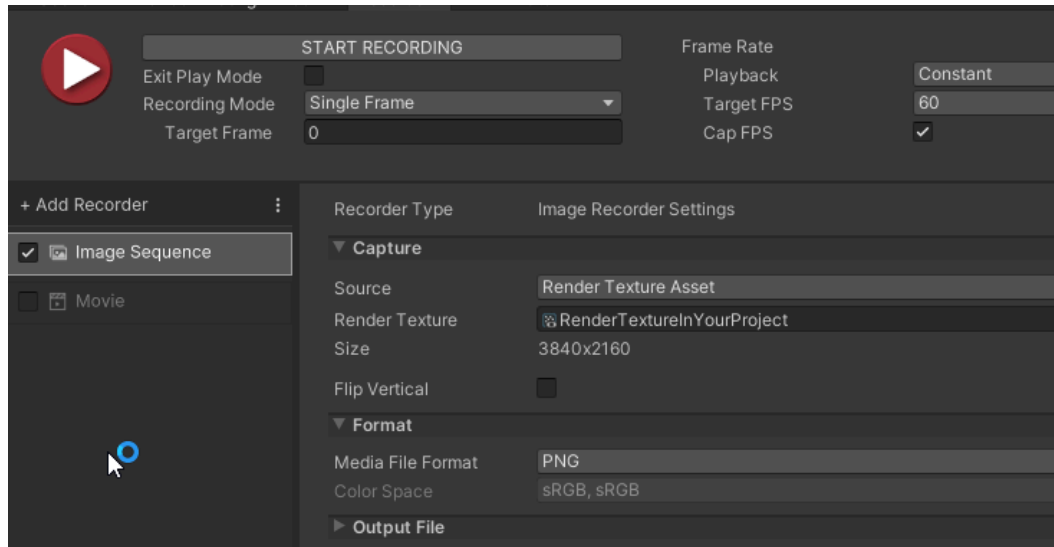 START RECORDING
Exit Play Mode
Recording Mode Single Frame
Target Frame 0
Frame Rate
Playback Constant
Target FPS 60
Cap FPS
+ Add Recorder
Image Sequence
Movie
Recorder Type Image Recorder Settings
Capture
Source Render Texture Asset
Render Texture RenderTextureInYourProject
Size 3840x2160
Flip Vertical
Format
Media File Format PNG
Color Space sRGB, sRGB
Output File